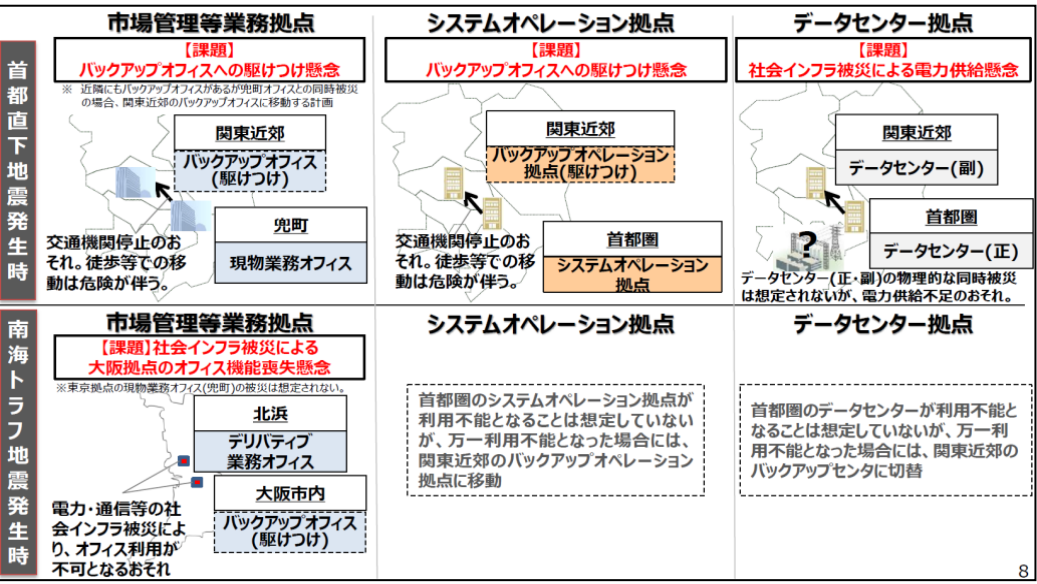 首都直下地震発生時
市場管理等業務拠点
【課題】
バックアップオフィスへの駆けつけ懸念
※ 近隣にもバックアップオフィスがあるが兜町オフィスとの同時被災
の場合、関東近郊のバックアップオフィスに移動する計画
関東近郊
バックアップオフィス
(駆けつけ)
兜町
現物業務オフィス
交通機関停止のお
それ。徒歩等での移
動は危険が伴う。
システムオペレーション拠点
【課題】
バックアップオフィスへの駆けつけ懸念
関東近郊
バックアップオペレーション
拠点(駆けつけ)
首都圏
システムオペレーション
拠点
交通機関停止のお
それ。徒歩等での移
動は危険が伴う。
データセンター拠点
【課題】
社会インフラ被災による電力供給懸念
関東近郊
データセンター(副)
首都圏
データセンター(正)
?
データセンター(正・副)の物理的な同時被災
は想定されないが、電力供給不足のおそれ。
南海トラフ地震発生時
市場管理等業務拠点
【課題】社会インフラ被災による
大阪拠点のオフィス機能喪失懸念
※東京拠点の現物業務オフィス(兜町)の被災は想定されない。
北浜
デリバティブ
業務オフィス
大阪市内
バックアップオフィス
(駆けつけ)
電力・通信等の社
会インフラ被災によ
り、オフィス利用が
不可となるおそれ
システムオペレーション拠点
首都圏のシステムオペレーション拠点が
利用不能となることは想定していない
が、万一利用不能となった場合には、
関東近郊のバックアップオペレーション
拠点に移動
データセンター拠点
首都圏のデータセンターが利用不能と
なることは想定していないが、万一利
用不能となった場合には、関東近郊の
バックアップセンタに切替
8